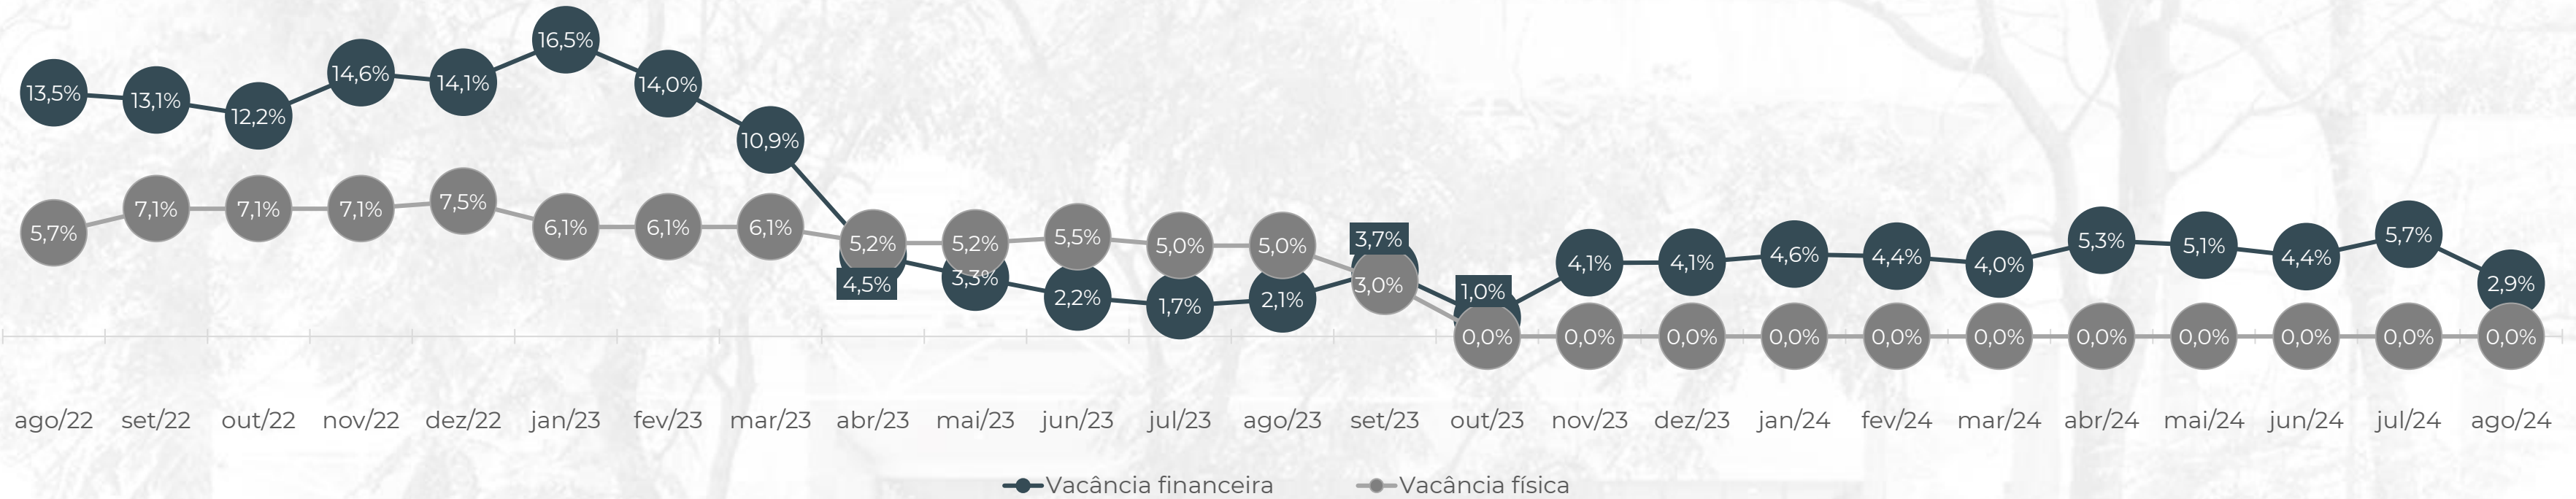 13,5% 13,1% 12,2% 14,6% 14,1% 16,5% 14,0% 10,9% 4,5% 3,3% 2,2% 1,7% 2,1% 3,7% 1,0% 4,1% 4,1% 4,6% 4,4% 4,0% 5,3% 5,1% 4,4% 5,7% 2,9%
5,7% 7,1% 7,1% 7,1% 7,5% 6,1% 6,1% 6,1% 5,2% 5,2% 5,5% 5,0% 5,0% 3,0% 0,0% 0,0% 0,0% 0,0% 0,0% 0,0% 0,0% 0,0% 0,0% 0,0% 0,0%
ago/22 set/22 out/22 nov/22 dez/22 jan/23 fev/23 mar/23 abr/23 mai/23 jun/23 jul/23 ago/23 set/23 out/23 nov/23 dez/23 jan/24 fev/24 mar/24 abr/24 mai/24 jun/24 jul/24 ago/24
Vacância financeira Vacância física